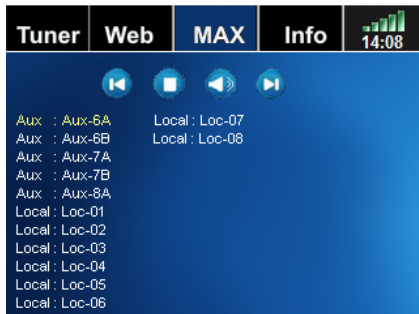 Tuner Web MAX Info 14:08
Aux : Aux-6A
Aux : Aux-6B
Aux : Aux-7A
Aux : Aux-7B
Aux : Aux-8A
Local : Loc-01
Local : Loc-02
Local : Loc-03
Local : Loc-04
Local : Loc-05
Local : Loc-06
Local : Loc-07
Local : Loc-08